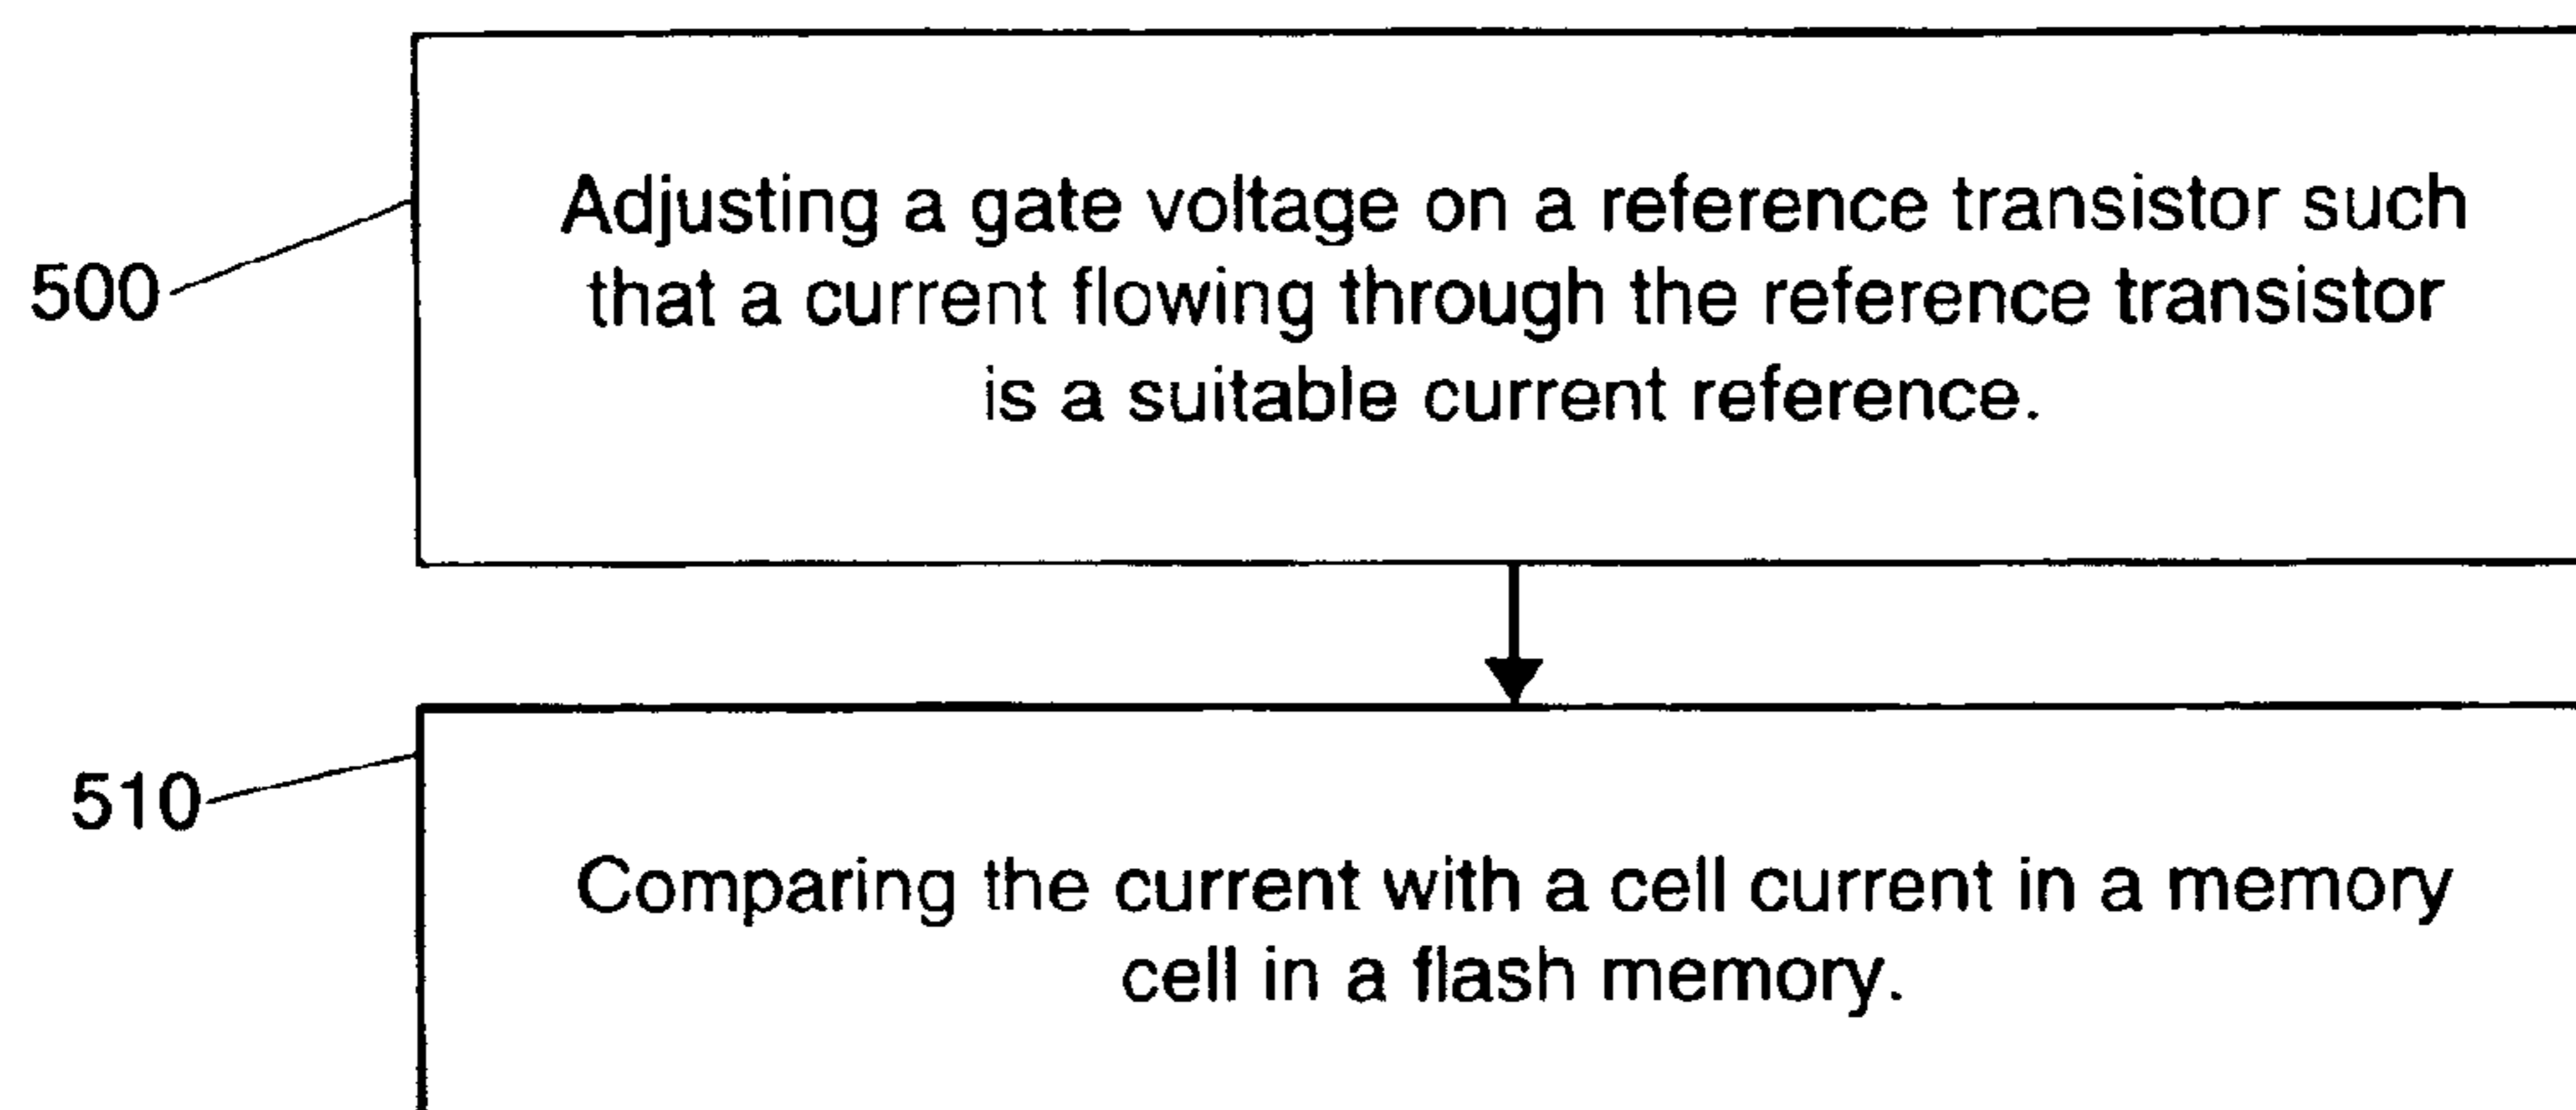 500
Adjusting a gate voltage on a reference transistor such
that a current flowing through the reference transistor
is a suitable current reference.
510
Comparing the current with a cell current in a memory
cell in a flash memory.